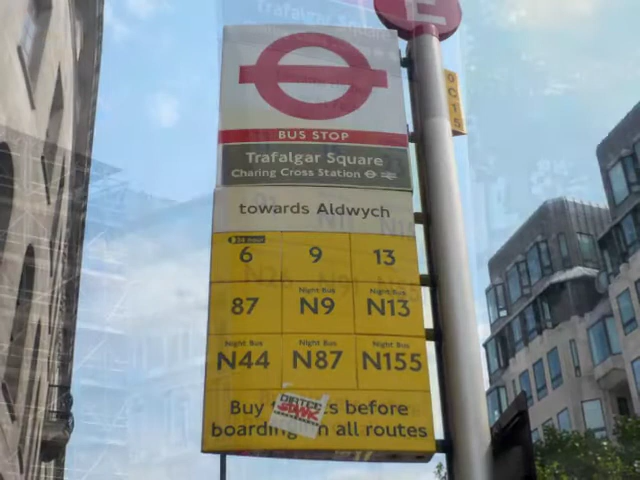 E
BUS STOP
Trafalgar Square
Charing Cross Station
towards Aldwych
24 hour
6 9 13
Night Bus Night Bus
87 N9 N13
Night Bus Night Bus Night Bus
N44 N87 N155
Buy before
boarding on all routes